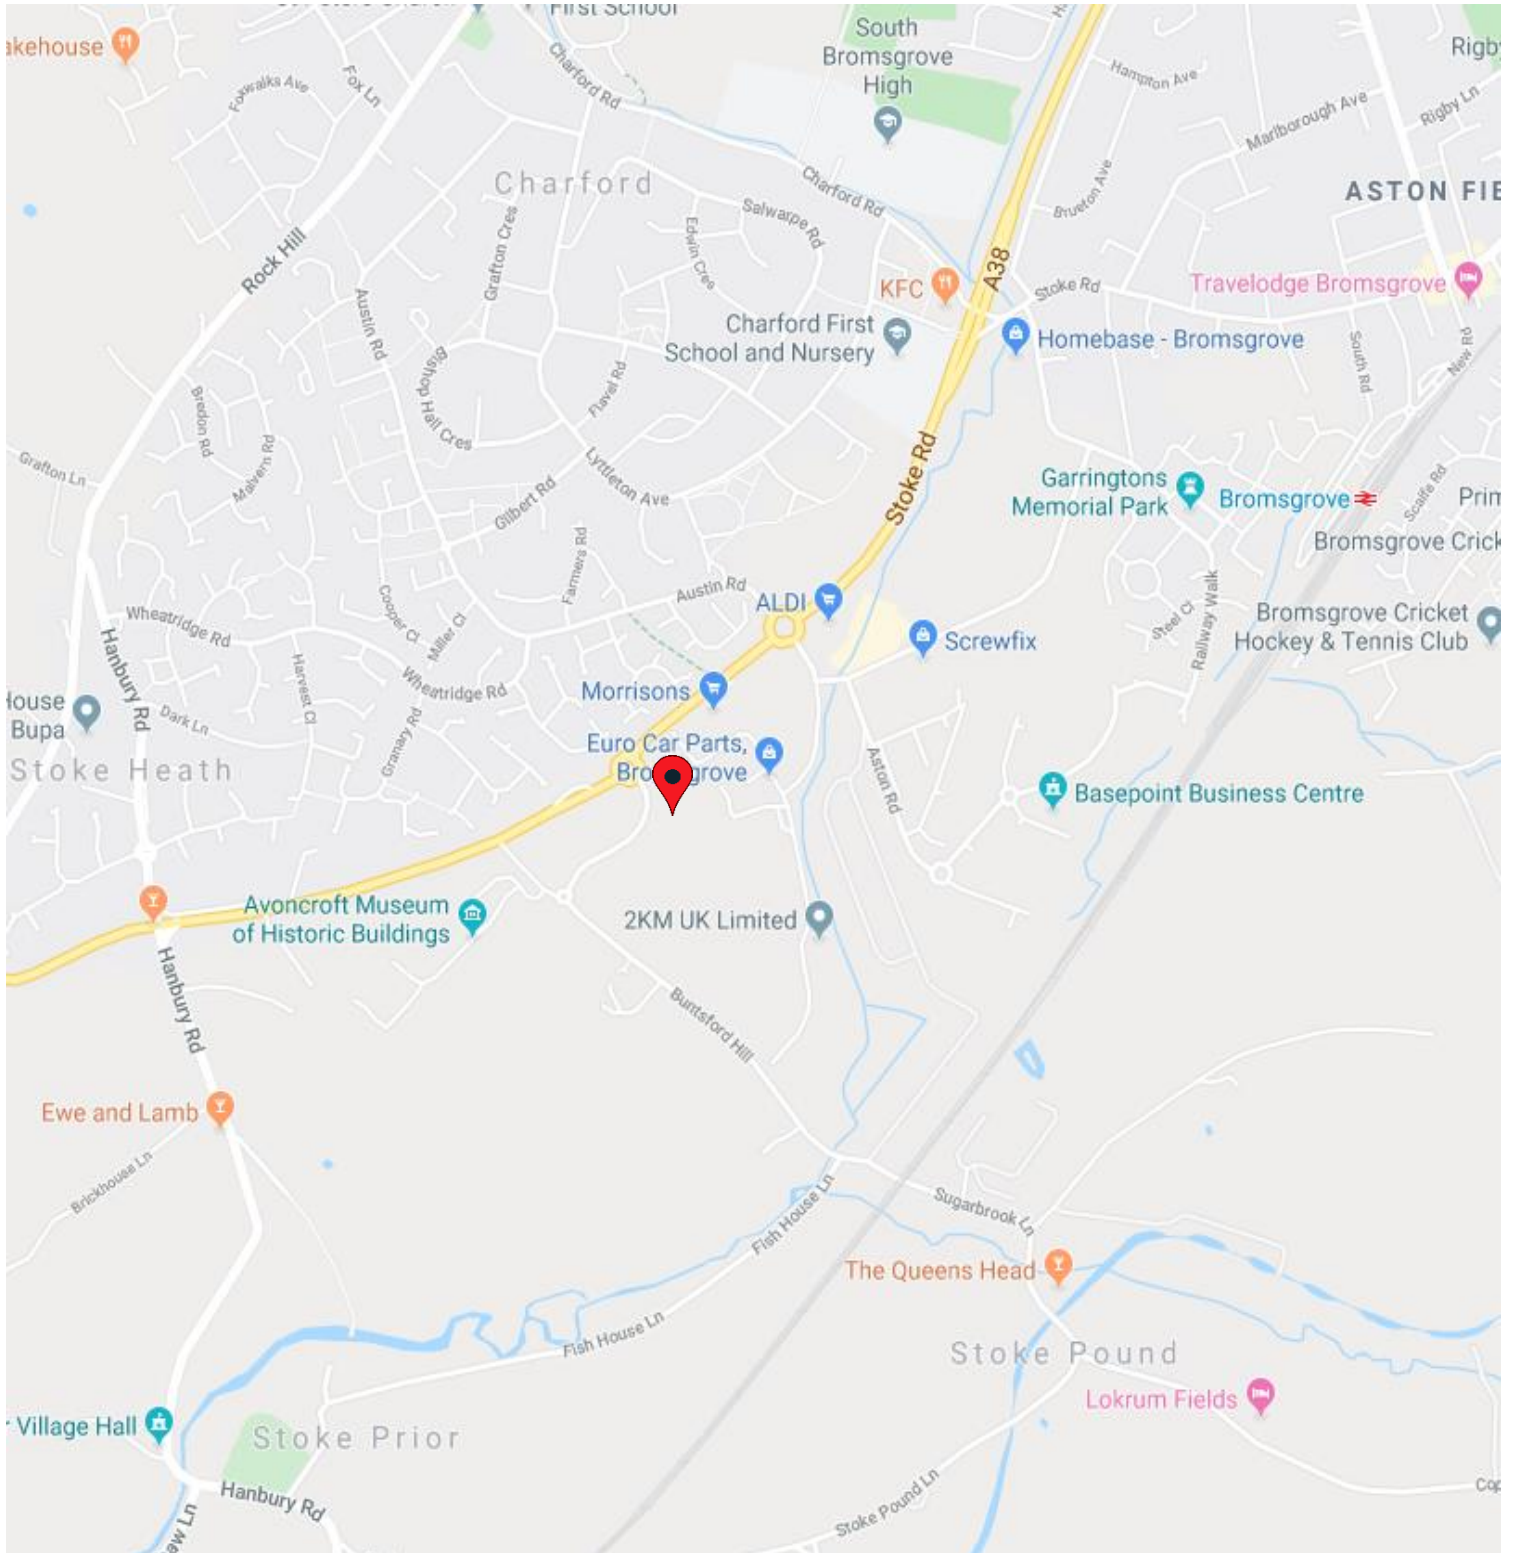 First School
South
Bromsgrove
High
akehouse
Foxwalks Ave
Fox Ln
Charford Rd
Hampton Ave
Marlborough Ave
Rigby Ln
Rigby
Charford
Charford Rd
Salwarpe Rd
Edwin Cres
Grafton Cres
Brueton Ave
ASTON FIE
Rock Hill
A38
KFC
Stoke Rd
Travelodge Bromsgrove
Austin Rd
Charford First
School and Nursery
Homebase - Bromsgrove
South Rd
New Rd
Bishop Hall Cres
Flavel Rd
Bredon Rd
Malvern Rd
Grafton Ln
Lyttleton Ave
Gilbert Rd
Stoke Rd
Garringtons
Memorial Park
Bromsgrove
Scaife Rd
Prin
Bromsgrove Crick
Farmers Rd
Austin Rd
ALDI
Cooper Cl
Miller Cl
Wheatridge Rd
Hanbury Rd
Harvest Cl
Wheatridge Rd
Steel Cl
Railway Walk
Bromsgrove Cricket
Hockey & Tennis Club
Screwfix
Morrisons
House
Bupa
Dark Ln
Granary Rd
Euro Car Parts,
Bro grove
Stoke Heath
Aston Rd
Basepoint Business Centre
Avoncroft Museum
of Historic Buildings
2KM UK Limited
Hanbury Rd
Buntsford Hill
Ewe and Lamb
Brickhouse Ln
Fish House Ln
Sugarbrook Ln
The Queens Head
Fish House Ln
Stoke Pound
Lokrum Fields
Village Hall
Stoke Prior
Hanbury Rd
Stoke Pound Ln
Cop
aw Ln